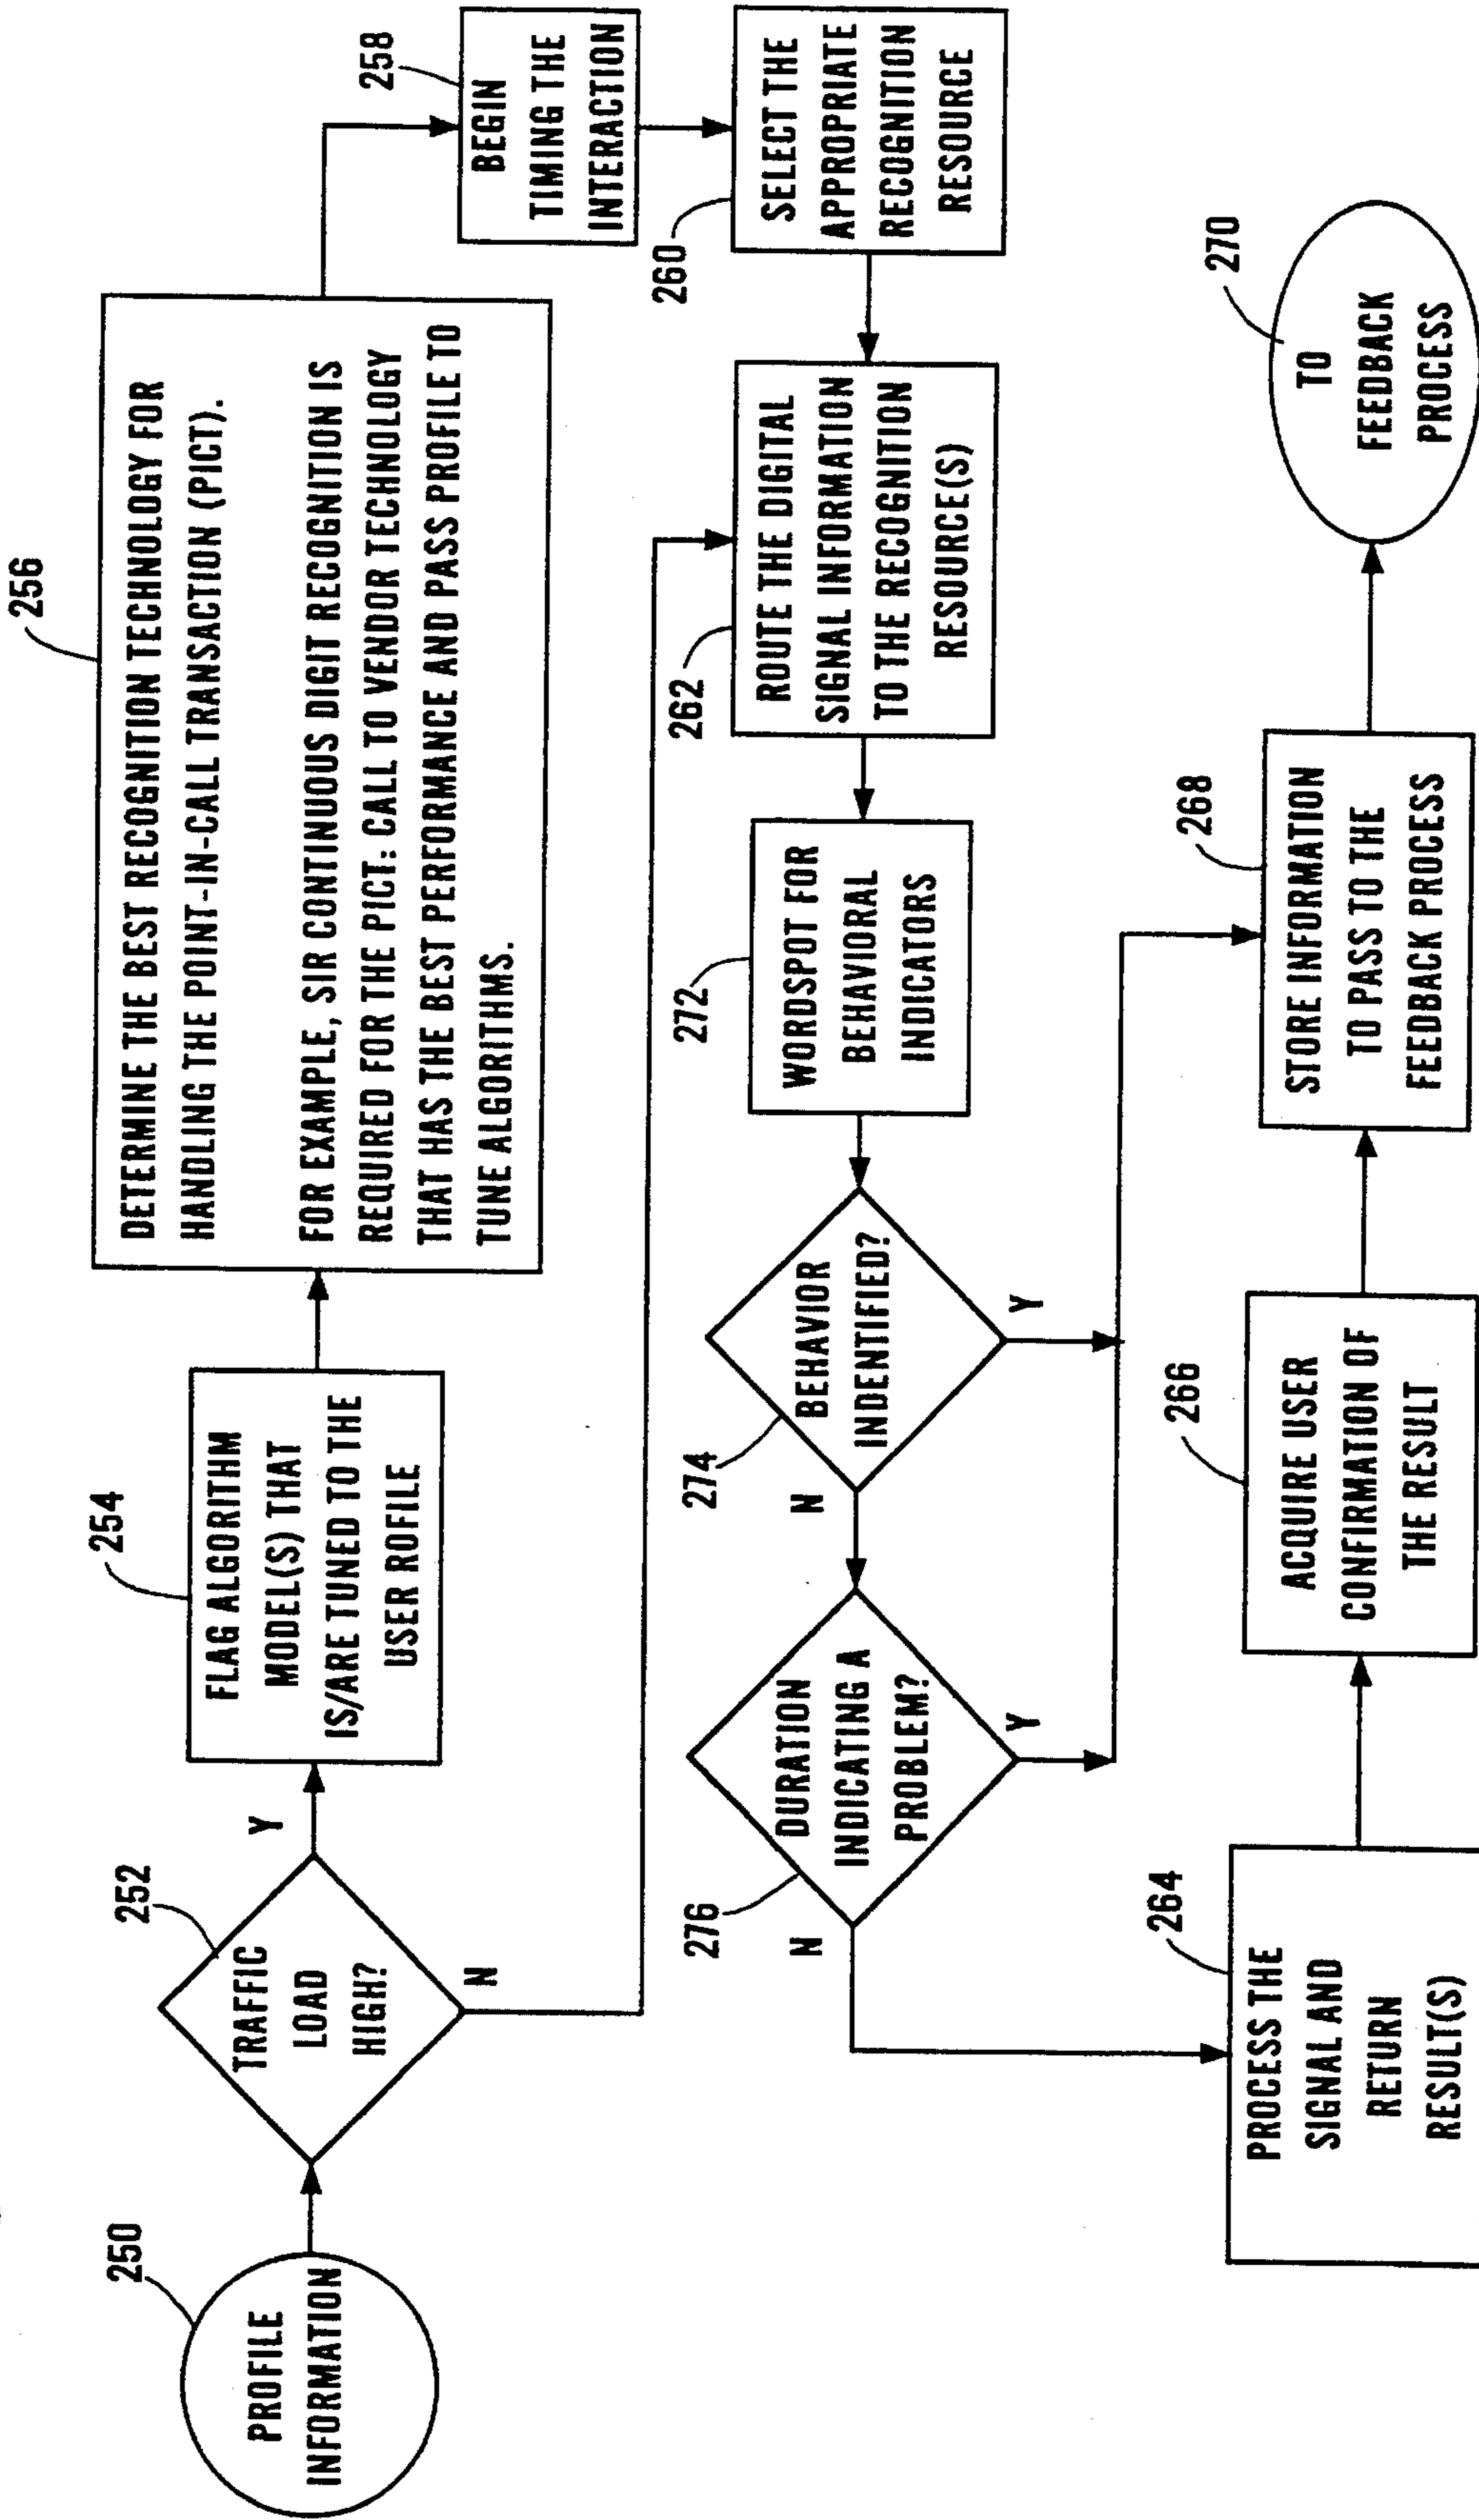 250
PROFILE
INFORMATION
252
TRAFFIC
LOAD
HIGH?
Y
N
254
FLAG ALGORITHM
MODEL(S) THAT
IS/ARE TUNED TO THE
USER ROFILE
256
DETERMINE THE BEST RECOGNITION TECHNOLOGY FOR
HANDLING THE POINT-IN-CALL TRANSACTION (PICT).
FOR EXAMPLE, SIR CONTINUOUS DIGIT RECOGNITION IS
REQUIRED FOR THE PICT: CALL TO VENDOR TECHNOLOGY
THAT HAS THE BEST PERFORMANCE AND PASS PROFILE TO
TUNE ALGORITHMS.
258
BEGIN
TIMING THE
INTERACTION
260
SELECT THE
APPROPRIATE
RECOGNITION
RESOURCE
262
ROUTE THE DIGITAL
SIGNAL INFORMATION
TO THE RECOGNITION
RESOURCE(S)
272
WORDSPOT FOR
BEHAVIORAL
INDICATORS
274
BEHAVIOR
INDENTIFIED?
N
Y
276
DURATION
INDICATING A
PROBLEM?
N
Y
264
PROCESS THE
SIGNAL AND
RETURN
RESULT(S)
266
ACQUIRE USER
CONFIRMATION OF
THE RESULT
268
STORE INFORMATION
TO PASS TO THE
FEEDBACK PROCESS
270
TO
FEEDBACK
PROCESS